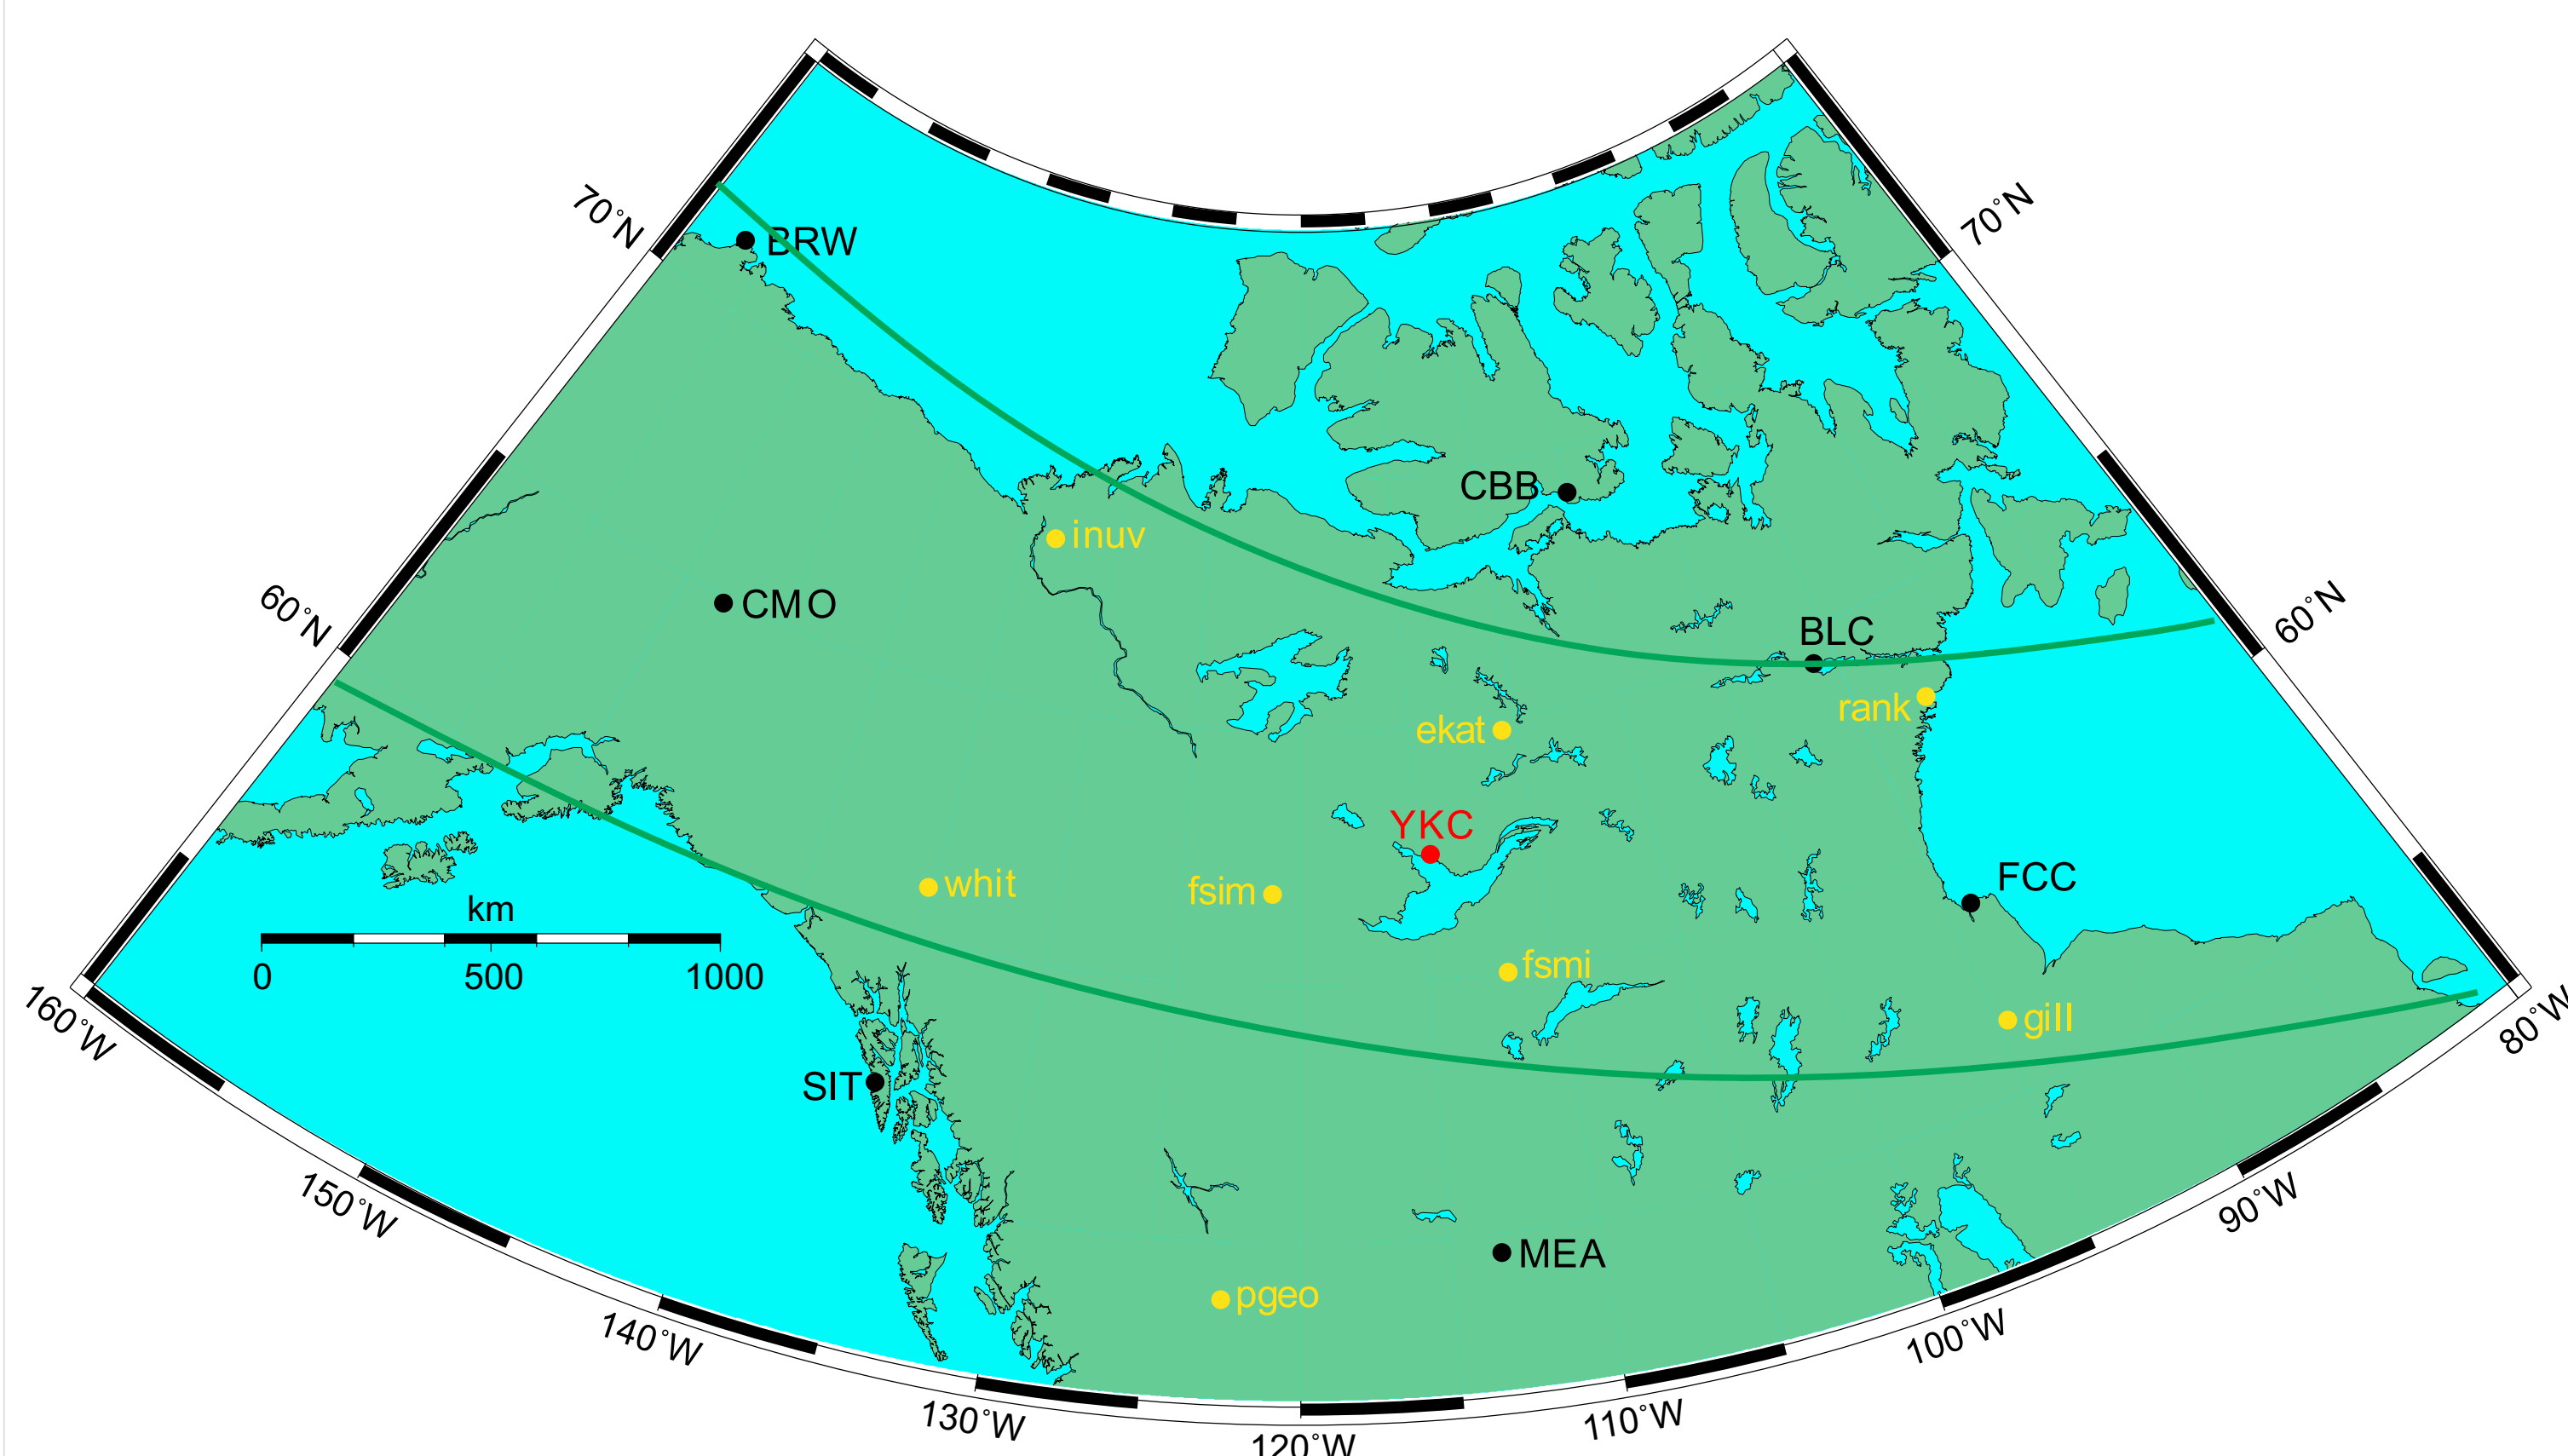 70°N
70°N
BRW
CBB
inuv
60°N
60°N
CMO
BLC
rank
ekat
YKC
whit
fsim
FCC
km
0
500
1000
fsmi
gill
160°W
80°W
SIT
150°W
90°W
MEA
pgeo
140°W
100°W
130°W
110°W
120°W